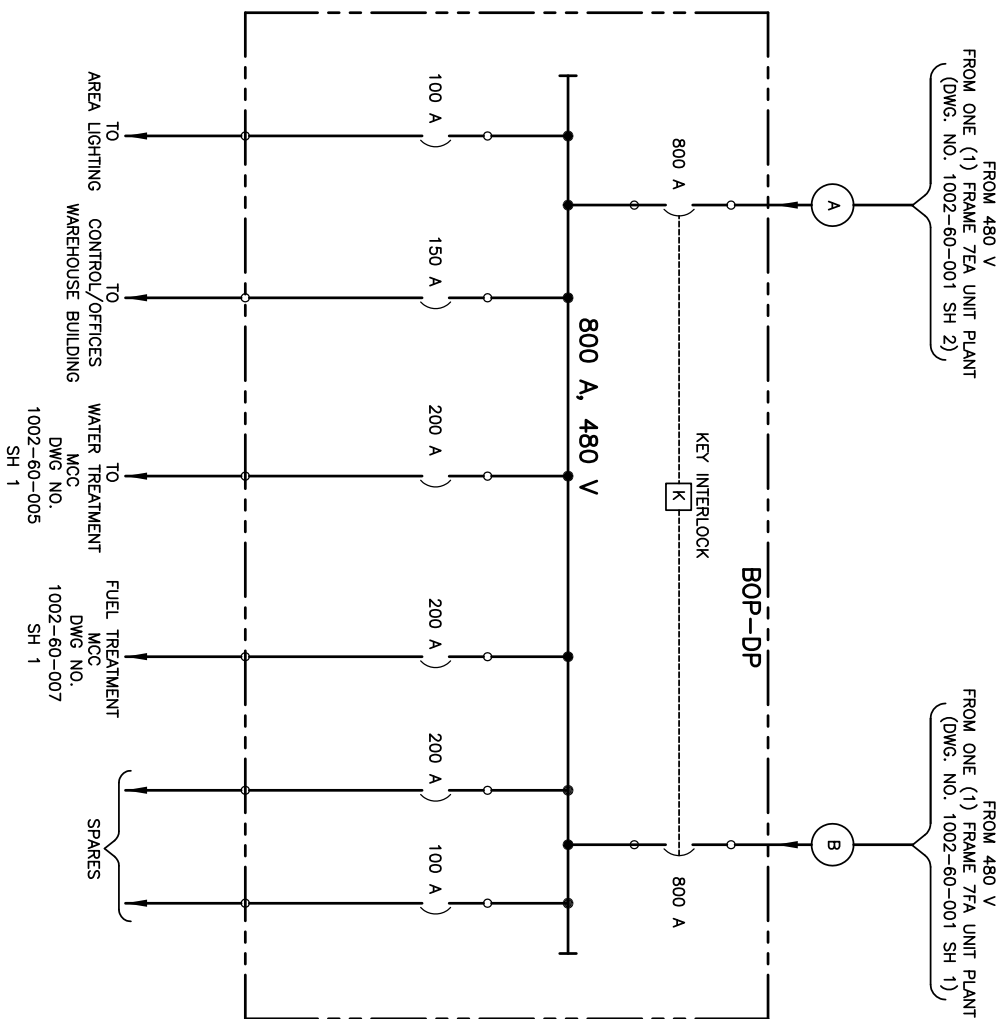 FROM 480 V
FROM ONE (1) FRAME 7EA UNIT PLANT
(DWG. NO. 1002-60-001 SH 2)
A
800 A
FROM 480 V
FROM ONE (1) FRAME 7FA UNIT PLANT
(DWG. NO. 1002-60-001 SH 1)
B
800 A
BOP-DP
KEY INTERLOCK
K
800 A, 480 V
100 A
150 A
200 A
200 A
200 A
100 A
TO
AREA LIGHTING
TO
CONTROL/OFFICES
WAREHOUSE BUILDING
TO
WATER TREATMENT
MCC
DWG NO.
1002-60-005
SH 1
FUEL TREATMENT
MCC
DWG NO.
1002-60-007
SH 1
SPARES